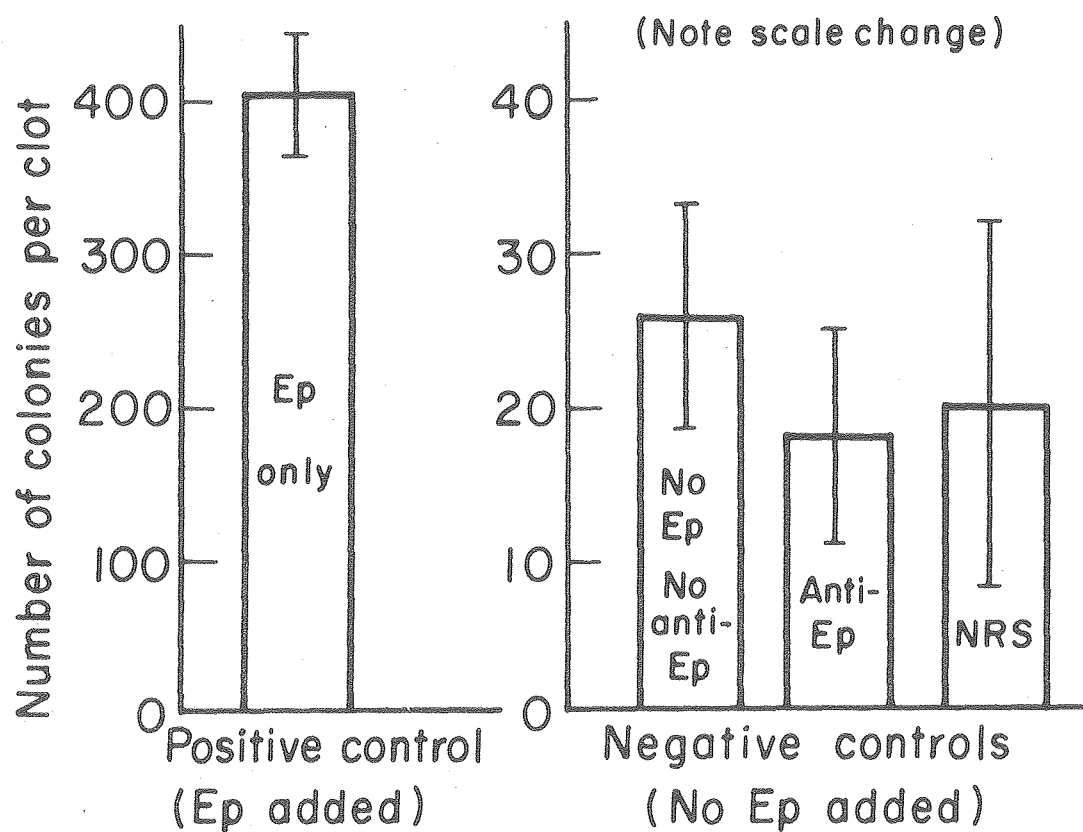 Number of colonies per clot
400
300
200
100
0
Ep
only
Positive control
(Ep added)
(Note scale change)
40
30
20
10
0
No
Ep
No
anti-
Ep
Anti-
Ep
NRS
Negative controls
(No Ep added)